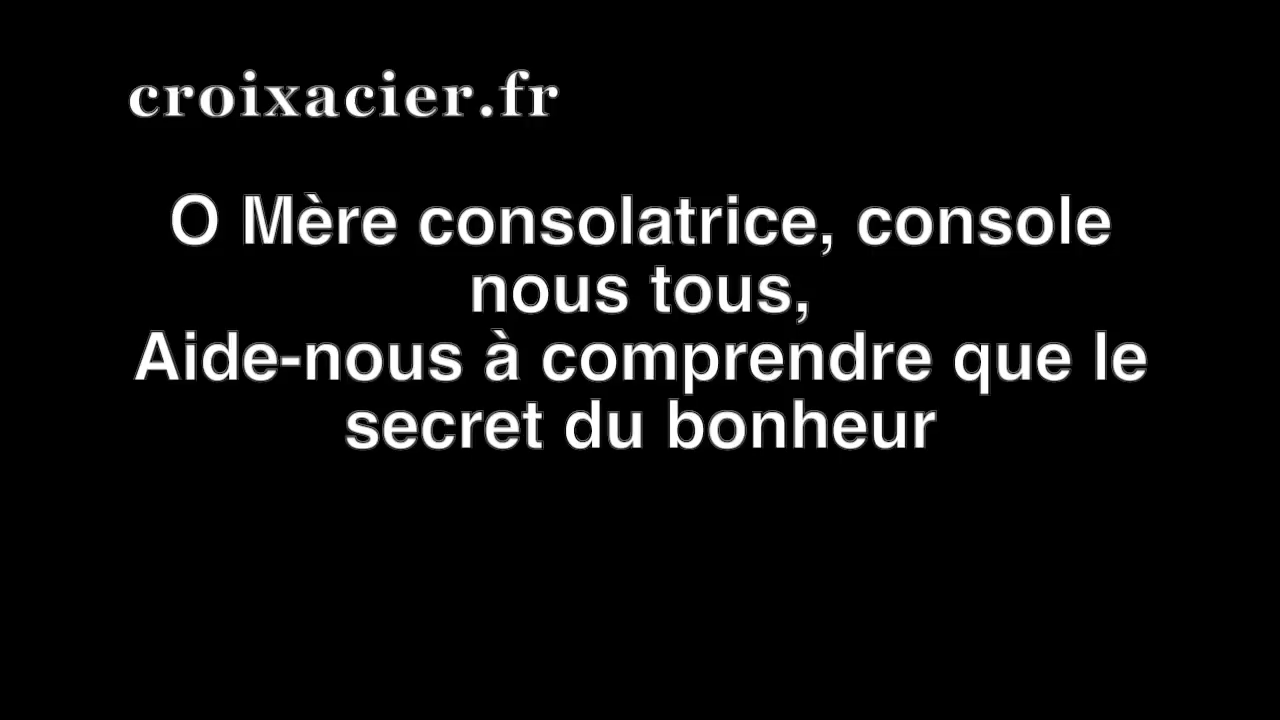 croixacier.fr
O Mère consolatrice, console
nous tous,
Aide-nous à comprendre que le
secret du bonheur